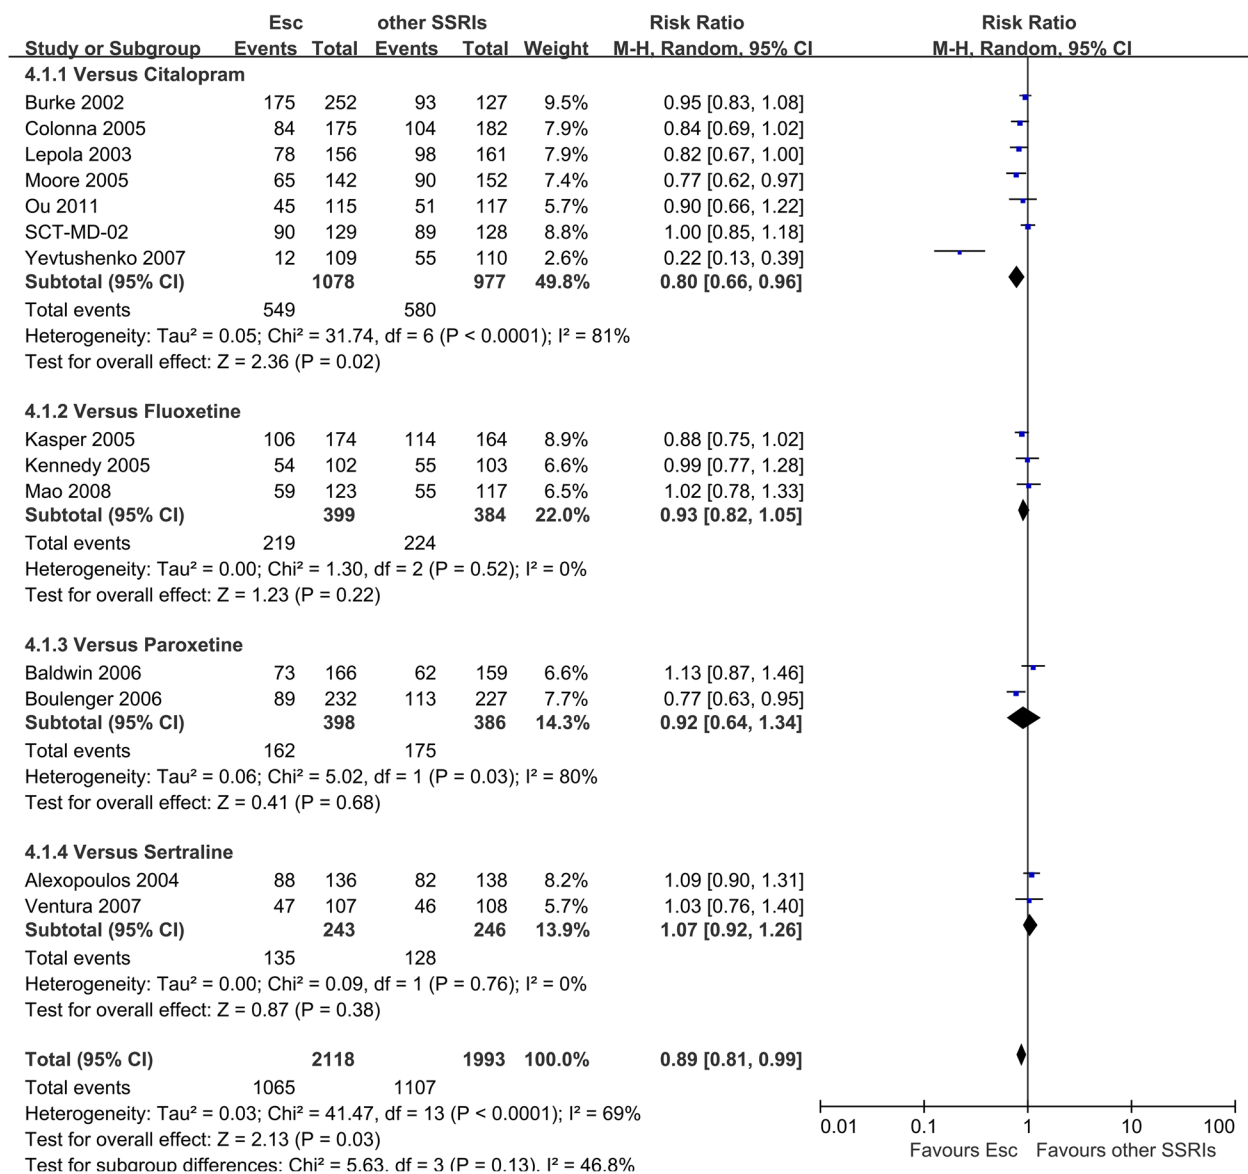 Esc other SSRIs Risk Ratio Risk Ratio
Study or Subgroup Events Total Events Total Weight M-H, Random, 95% CI M-H, Random, 95% CI
4.1.1 Versus Citalopram
Burke 2002 175 252 93 127 9.5% 0.95 [0.83, 1.08]
Colonna 2005 84 175 104 182 7.9% 0.84 [0.69, 1.02]
Lepola 2003 78 156 98 161 7.9% 0.82 [0.67, 1.00]
Moore 2005 65 142 90 152 7.4% 0.77 [0.62, 0.97]
Ou 2011 45 115 51 117 5.7% 0.90 [0.66, 1.22]
SCT-MD-02 90 129 89 128 8.8% 1.00 [0.85, 1.18]
Yevtushenko 2007 12 109 55 110 2.6% 0.22 [0.13, 0.39]
Subtotal (95% CI) 1078 977 49.8% 0.80 [0.66, 0.96]
Total events 549 580
Heterogeneity: Tau² = 0.05; Chi² = 31.74, df = 6 (P < 0.0001); I² = 81%
Test for overall effect: Z = 2.36 (P = 0.02)
4.1.2 Versus Fluoxetine
Kasper 2005 106 174 114 164 8.9% 0.88 [0.75, 1.02]
Kennedy 2005 54 102 55 103 6.6% 0.99 [0.77, 1.28]
Mao 2008 59 123 55 117 6.5% 1.02 [0.78, 1.33]
Subtotal (95% CI) 399 384 22.0% 0.93 [0.82, 1.05]
Total events 219 224
Heterogeneity: Tau² = 0.00; Chi² = 1.30, df = 2 (P = 0.52); I² = 0%
Test for overall effect: Z = 1.23 (P = 0.22)
4.1.3 Versus Paroxetine
Baldwin 2006 73 166 62 159 6.6% 1.13 [0.87, 1.46]
Boulenger 2006 89 232 113 227 7.7% 0.77 [0.63, 0.95]
Subtotal (95% CI) 398 386 14.3% 0.92 [0.64, 1.34]
Total events 162 175
Heterogeneity: Tau² = 0.06; Chi² = 5.02, df = 1 (P = 0.03); I² = 80%
Test for overall effect: Z = 0.41 (P = 0.68)
4.1.4 Versus Sertraline
Alexopoulos 2004 88 136 82 138 8.2% 1.09 [0.90, 1.31]
Ventura 2007 47 107 46 108 5.7% 1.03 [0.76, 1.40]
Subtotal (95% CI) 243 246 13.9% 1.07 [0.92, 1.26]
Total events 135 128
Heterogeneity: Tau² = 0.00; Chi² = 0.09, df = 1 (P = 0.76); I² = 0%
Test for overall effect: Z = 0.87 (P = 0.38)
Total (95% CI) 2118 1993 100.0% 0.89 [0.81, 0.99]
Total events 1065 1107
Heterogeneity: Tau² = 0.03; Chi² = 41.47, df = 13 (P < 0.0001); I² = 69%
Test for overall effect: Z = 2.13 (P = 0.03)
Test for subgroup differences: Chi² = 5.63, df = 3 (P = 0.13), I² = 46.8%
0.01 0.1 1 10 100
Favours Esc Favours other SSRIs